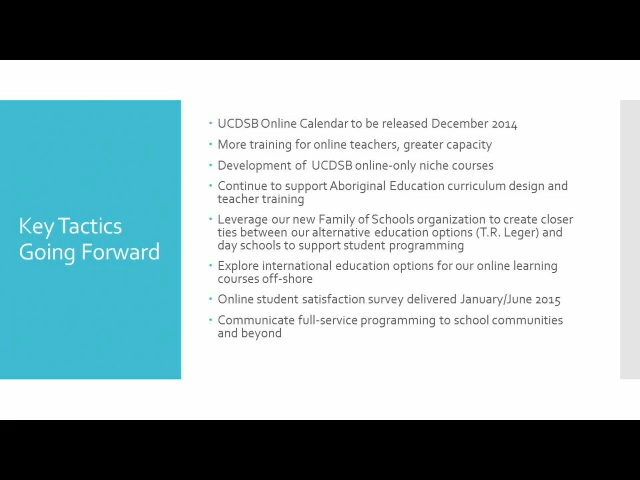 Key Tactics
Going Forward
• UCDSB Online Calendar to be released December 2014
• More training for online teachers, greater capacity
• Development of UCDSB online-only niche courses
• Continue to support Aboriginal Education curriculum design and
teacher training
• Leverage our new Family of Schools organization to create closer
ties between our alternative education options (T.R. Leger) and
day schools to support student programming
• Explore international education options for our online learning
courses off-shore
• Online student satisfaction survey delivered January/June 2015
• Communicate full-service programming to school communities
and beyond